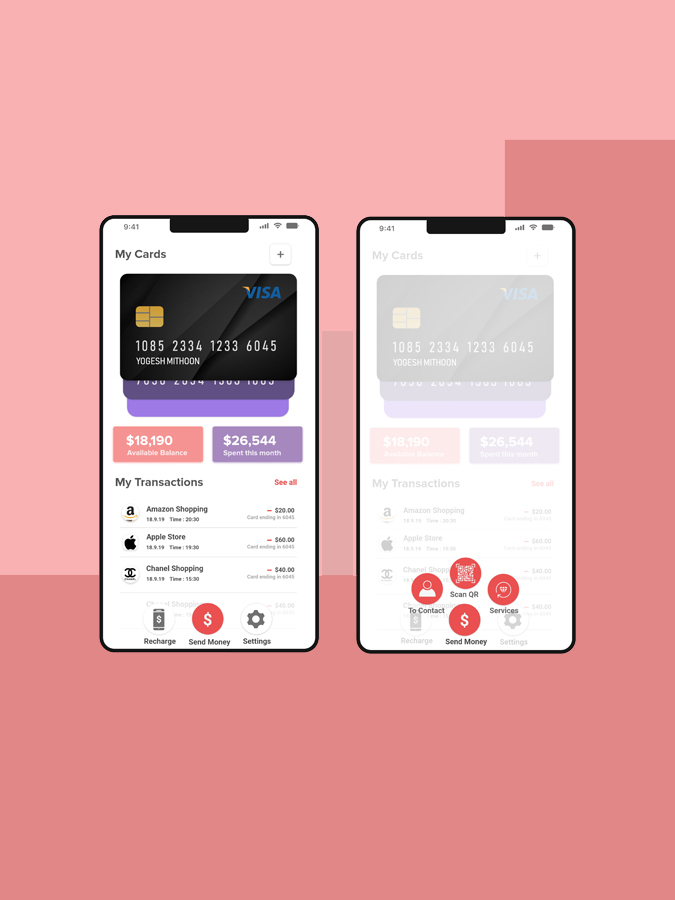 9:41
My Cards
+
VISA
1085 2334 1233 6045
YOGESH MITHOON
$18,190
Available Balance
$26,544
Spent this month
My Transactions
See all
a
Amazon Shopping
– $20.00
18.9.19 Time : 20:30
Card ending in 6045
Apple Store
– $60.00
18.9.19 Time : 19:30
Card ending in 6045
Chanel Shopping
– $40.00
18.9.19 Time : 15:30
Card ending in 6045
CHANEL
Chanel Shopping
$40.00
$
$
Recharge
Send Money
Settings
9:41
My Cards
+
VISA
1085 2334 1233 6045
YOGESH MITHOON
$18,190
Available Balance
$26,544
Spent this month
My Transactions
See all
a
Amazon Shopping
– $20.00
18.9.19 Time : 20:30
Card ending in 6045
Apple Store
– $60.00
18.9.19 Time : 19:30
Card ending in 6045
Chanel
– $40.00
18.9.19
ending in 6045
Scan QR
To Contact
Services
$40.00
$
$
Recharge
Send Money
Settings